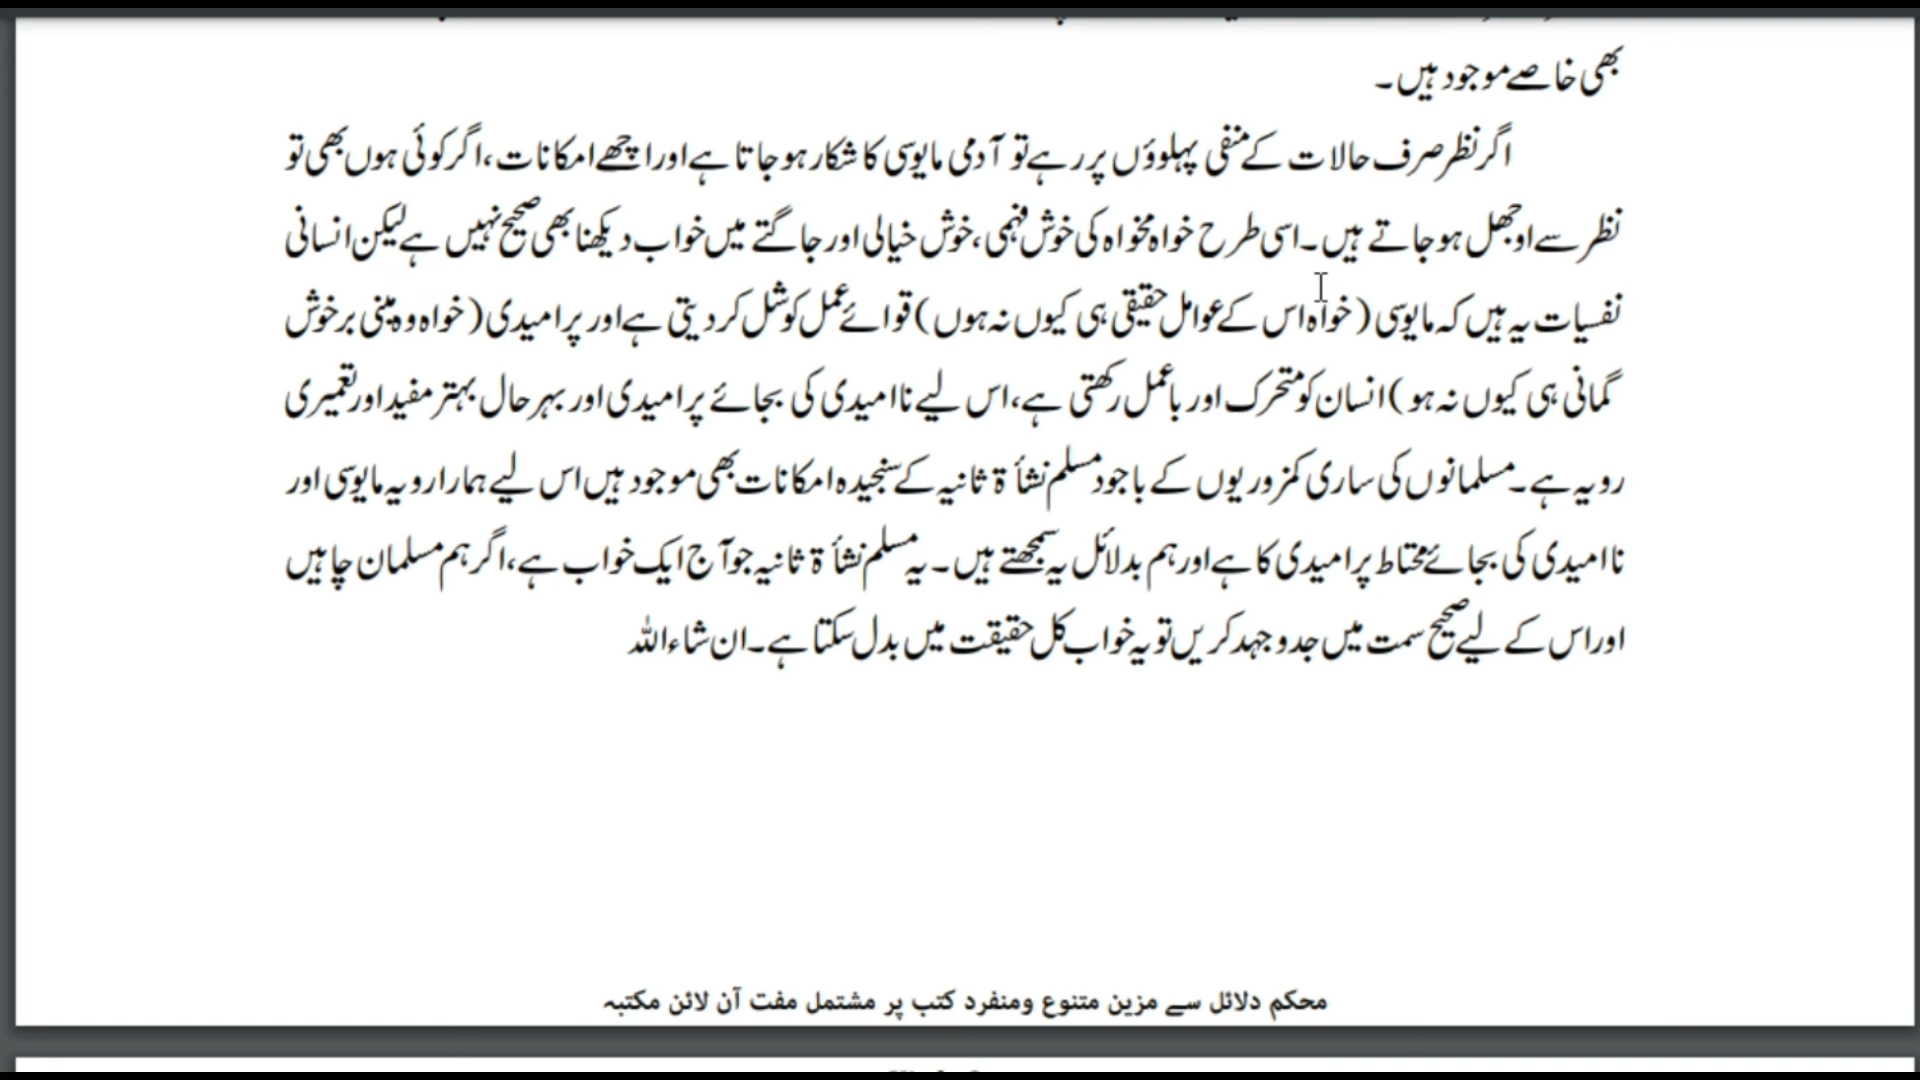 بھی خاصے موجود ہیں۔
اگر نظر صرف حالات کے منفی پہلوؤں پر رہے تو آدمی مایوسی کا شکار ہو جاتا ہے اور اچھے امکانات، اگر کوئی ہوں بھی تو
نظر سے اوجھل ہو جاتے ہیں۔ اسی طرح خواہ مخواہ کی خوش فہمی، خوش خیالی اور جاگتے میں خواب دیکھنا بھی صحیح نہیں ہے لیکن انسانی
نفسیات یہ ہیں کہ مایوسی (خواہ اس کے عوامل حقیقی ہی کیوں نہ ہوں) قوائے عمل کو شل کر دیتی ہے اور پر امیدی (خواہ وہ مبنی بر خوش
گمانی ہی کیوں نہ ہو) انسان کو متحرک اور باعمل رکھتی ہے، اس لیے ناامیدی کی بجائے پر امیدی اور بہر حال بہتر مفید اور تعمیری
رویہ ہے۔ مسلمانوں کی ساری کمزوریوں کے باجود مسلم نشأ ۃ ثانیہ کے سنجیدہ امکانات بھی موجود ہیں اس لیے ہمارا رویہ مایوسی اور
ناامیدی کی بجائے محتاط پر امیدی کا ہے اور ہم بدلائل یہ سمجھتے ہیں۔ یہ مسلم نشأ ۃ ثانیہ جو آج ایک خواب ہے، اگر ہم مسلمان چاہیں
اور اس کے لیے صحیح سمت میں جدوجہد کریں تو یہ خواب کل حقیقت میں بدل سکتا ہے۔ ان شاء اللہ
محکم دلائل سے مزین متنوع ومنفرد کتب پر مشتمل مفت آن لائن مکتبہ